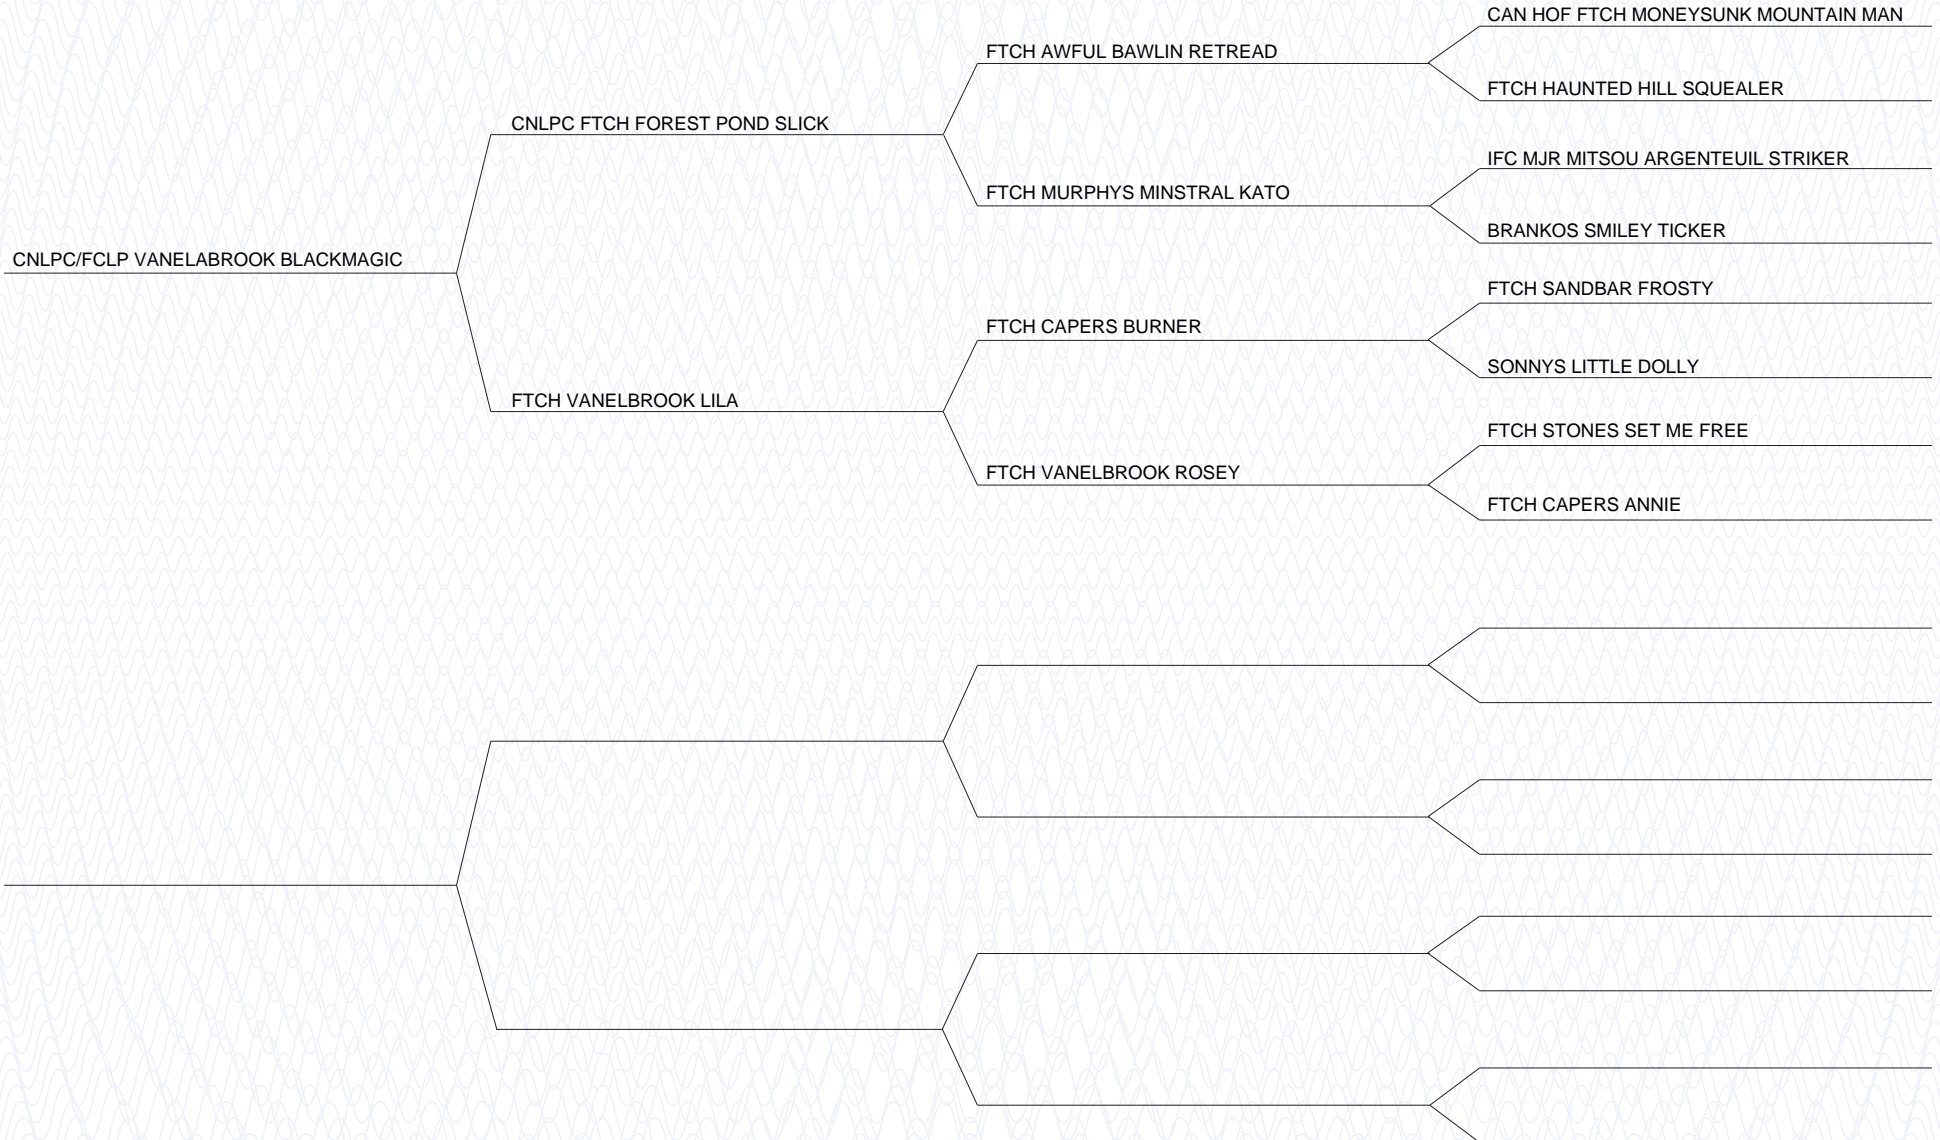 CAN HOF FTCH MONEYSUNK MOUNTAIN MAN
FTCH AWFUL BAWLIN RETREAD
FTCH HAUNTED HILL SQUEALER
CNLPC FTCH FOREST POND SLICK
IFC MJR MITSOU ARGENTEUIL STRIKER
FTCH MURPHYS MINSTRAL KATO
BRANKOS SMILEY TICKER
CNLPC/FCLP VANELABROOK BLACKMAGIC
FTCH SANDBAR FROSTY
FTCH CAPERS BURNER
SONNYS LITTLE DOLLY
FTCH VANELBROOK LILA
FTCH STONES SET ME FREE
FTCH VANELBROOK ROSEY
FTCH CAPERS ANNIE